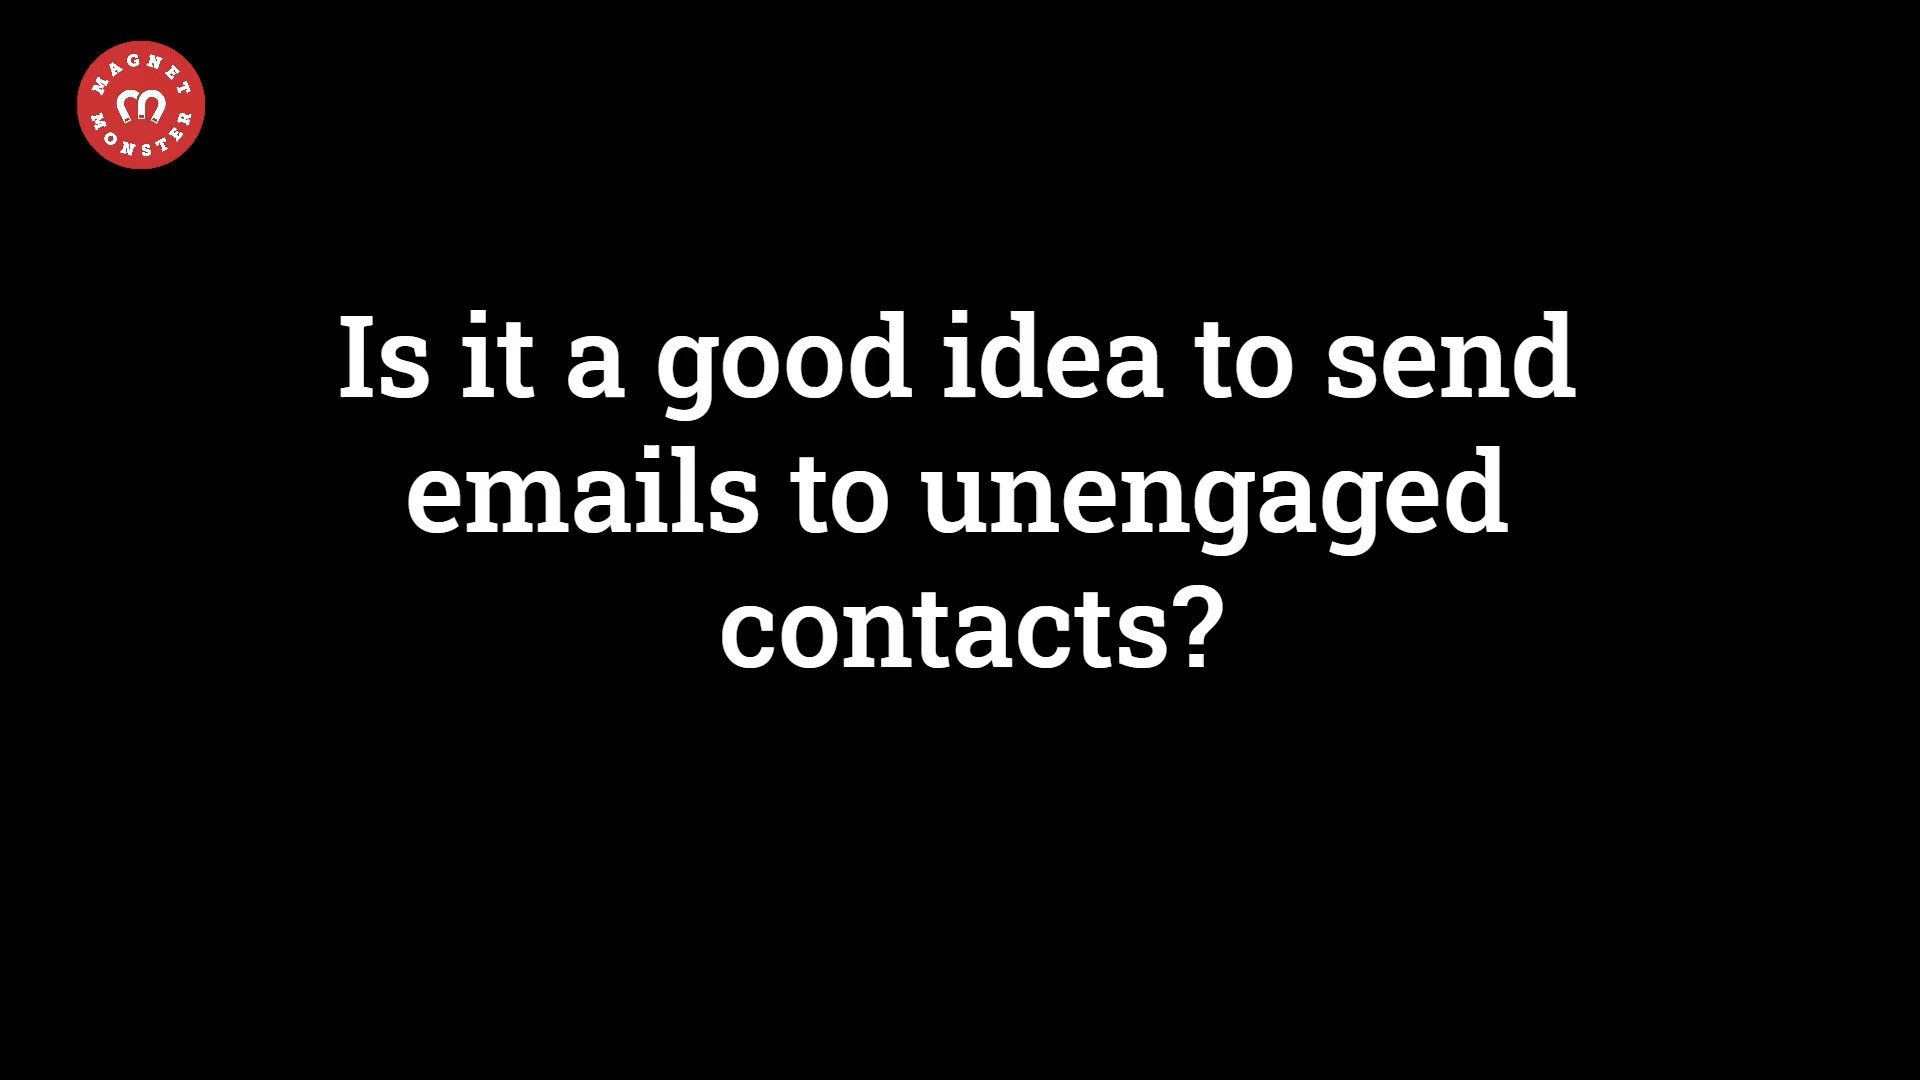 MAGNET
MONSTER
Is it a good idea to send
emails to unengaged
contacts?